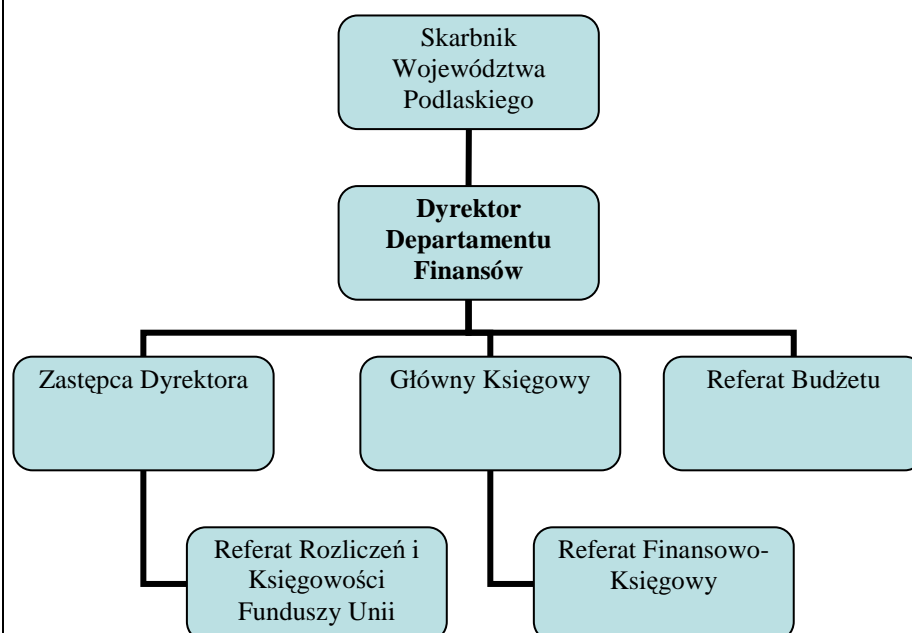 Skarbnik
Województwa
Podlaskiego
Dyrektor
Departamentu
Finansów
Zastępca Dyrektora
Główny Księgowy
Referat Budżetu
Referat Rozliczeń i
Księgowości
Funduszy Unii
Referat Finansowo-
Księgowy